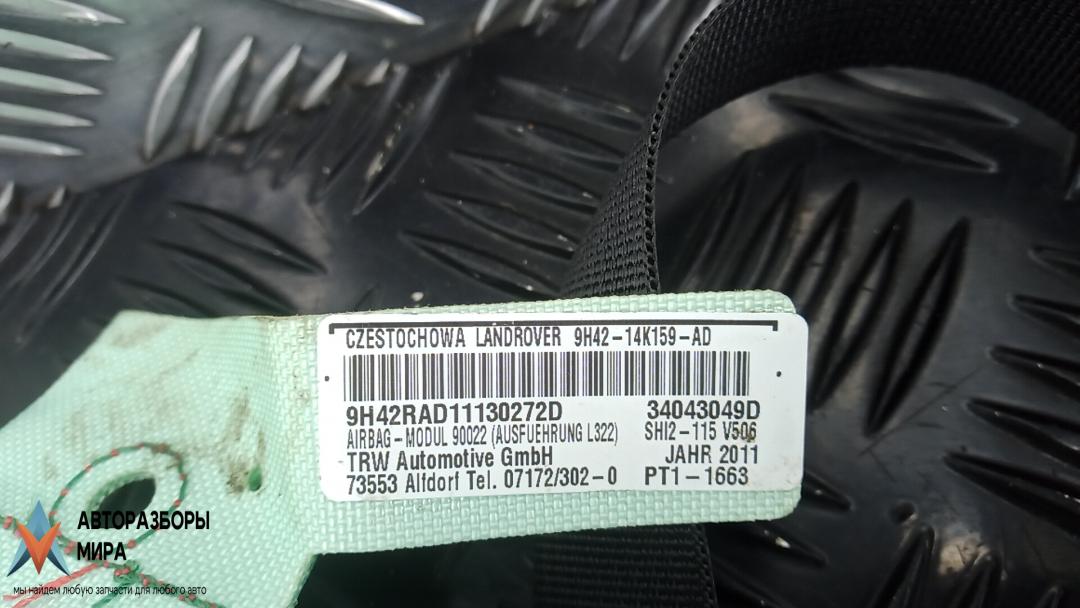 CZESTOCHOWA LANDROVER 9H42-14K159-AD
9H42RAD11130272D 34043049D
AIRBAG-MODUL 90022 (AUSFUEHRUNG L322) SHI2-115 V506
TRW Automotive GmbH JAHR 2011
73553 Alfdorf Tel. 07172/302-0 PT1-1663
АВТОРАЗБОРЫ
МИРА
мы найдем любую запчасти для любого авто